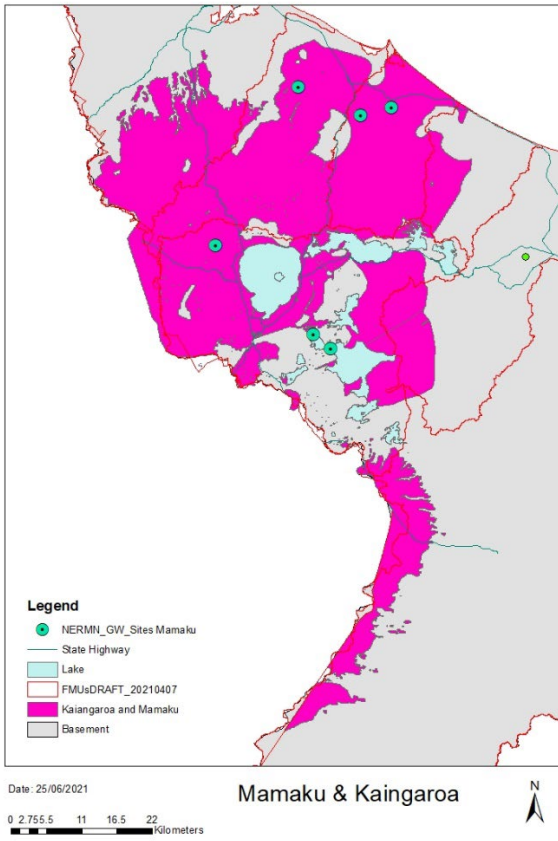 Legend
NERMN_GW_Sites Mamaku
State Highway
Lake
FMUsDRAFT_20210407
Kaiangaroa and Mamaku
Basement
Date: 25/06/2021
Mamaku & Kaingaroa
N
0 2.755.5 11 16.5 22
Kilometers